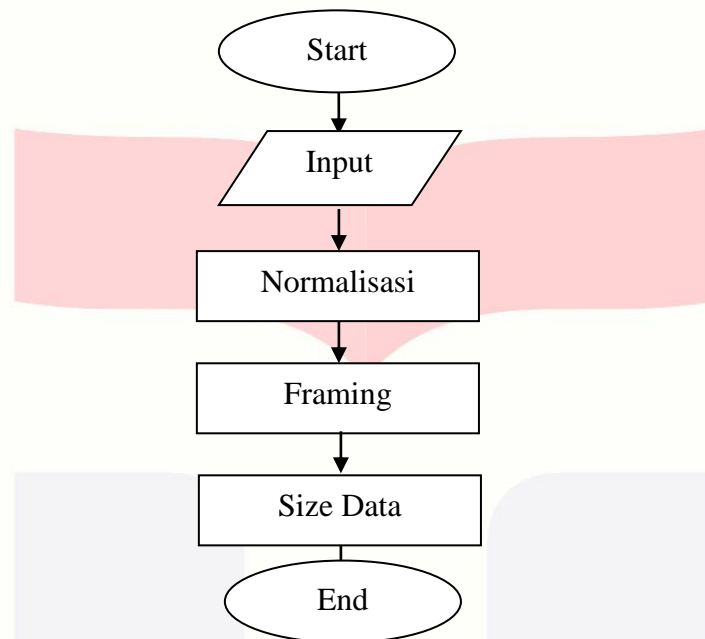 Start
Input
Normalisasi
Framing
Size Data
End